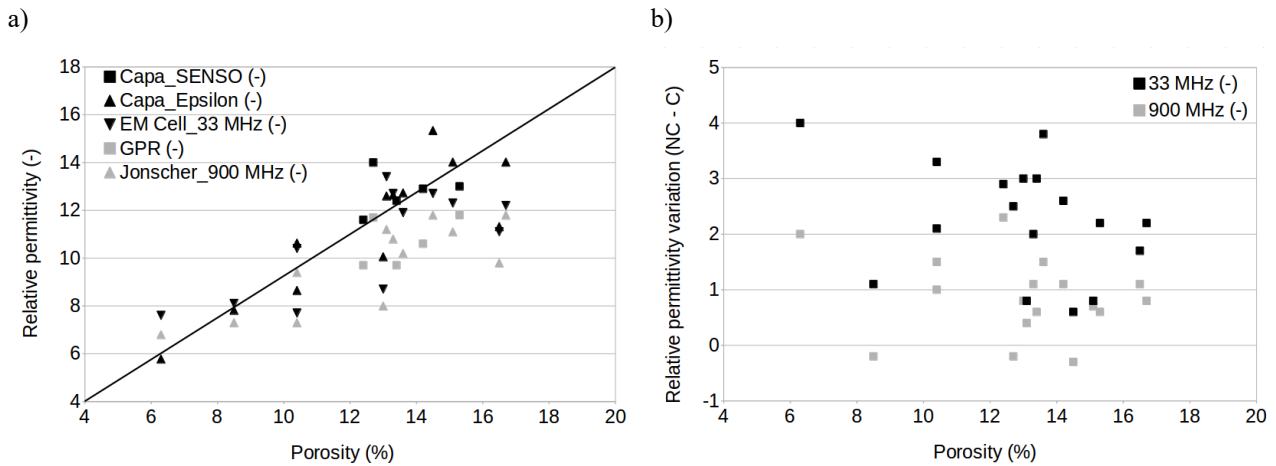 a)
Relative permittivity (-)
18
16
14
12
10
8
6
4
Capa_SENSO (-)
Capa_Epsilon (-)
EM Cell_33 MHz (-)
GPR (-)
Jonscher_900 MHz (-)
4 6 8 10 12 14 16 18 20
Porosity (%)
b)
Relative permittivity variation (NC - C)
5
4
3
2
1
0
-1
33 MHz (-)
900 MHz (-)
4 6 8 10 12 14 16 18 20
Porosity (%)